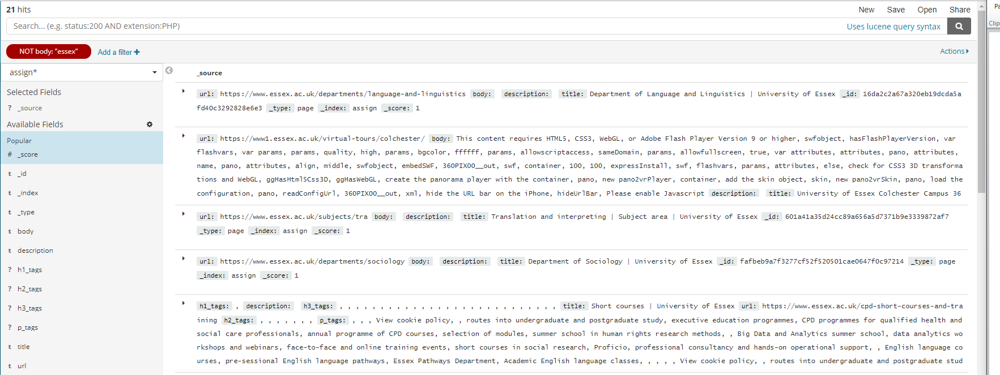 21 hits
New Save Open Share
Search... (e.g. status:200 AND extension:PHP)
Uses lucene query syntax
NOT body: "essex"
Add a filter
Actions
assign*
Selected Fields
? _source
Available Fields
Popular
# _score
t _id
t _index
t _type
t body
t description
? h1_tags
? h2_tags
? h3_tags
? p_tags
t title
t url
_source
url: https://www.essex.ac.uk/departments/language-and-linguistics body: description: title: Department of Language and Linguistics | University of Essex _id: 16da2c2a67a320eb19dcda5a
fd40c3292828e6e3 _type: page _index: assign _score: 1
url: https://www1.essex.ac.uk/virtual-tours/colchester/ body: This content requires HTML5, CSS3, WebGL, or Adobe Flash Player Version 9 or higher, swfobject, hasFlashPlayerVersion, var
flashvars, var params, params, quality, high, params, bgcolor, ffffff, params, allowscriptaccess, sameDomain, params, allowfullscreen, true, var attributes, attributes, pano, attributes,
name, pano, attributes, align, middle, swfobject, embedSWF, 360PIX00__out, swf, container, 100, 100, expressInstall, swf, flashvars, params, attributes, else, check for CSS3 3D transforma
tions and WebGL, ggHasHtml5Css3D, ggHasWebGL, create the panorama player with the container, pano, new pano2vrPlayer, container, add the skin object, skin, new pano2vrSkin, pano, load the
configuration, pano, readConfigUrl, 360PIX00__out, xml, hide the URL bar on the iPhone, hideUrlBar, Please enable Javascript description: title: University of Essex Colchester Campus 36
url: https://www.essex.ac.uk/subjects/tra body: description: title: Translation and interpreting | Subject area | University of Essex _id: 601a41a35d24cc89a656a5d7371b9e3339872af7
_type: page _index: assign _score: 1
url: https://www.essex.ac.uk/departments/sociology body: description: title: Department of Sociology | University of Essex _id: fafbeb9a7f3277cf52f520501cae0647f0c97214 _type: page
_index: assign _score: 1
h1_tags: , description: h3_tags: , , , , , , , , , , , , , , , , , , , , , , , , , , , title: Short courses | University of Essex url: https://www.essex.ac.uk/cpd-short-courses-and-tra
ining h2_tags: , , , , , , , p_tags: , , , View cookie policy, , routes into undergraduate and postgraduate study, executive education programmes, CPD programmes for qualified health and
social care professionals, annual programme of CPD courses, selection of modules, summer school in human rights research methods, , Big Data and Analytics summer school, data analytics wo
rkshops and webinars, face-to-face and online training events, short courses in social research, Proficio, professional consultancy and hands-on operational support, , English language co
urses, pre-sessional English language pathways, Essex Pathways Department, Academic English language classes, , , , , View cookie policy, , routes into undergraduate and postgraduate stud
Pa
Clip